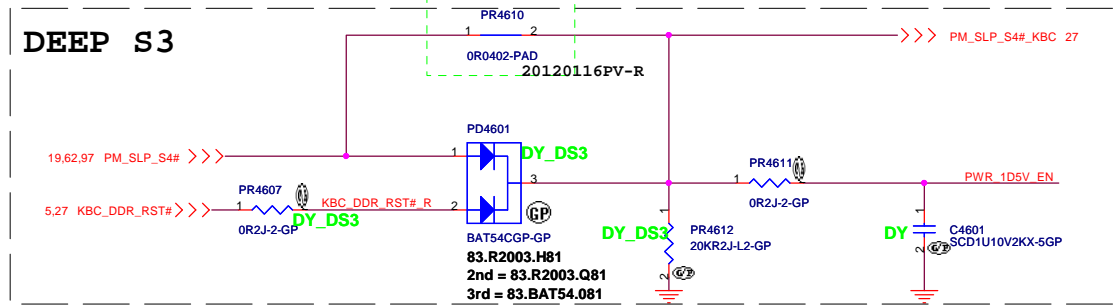 DEEP S3
PR4610
1 2
0R0402-PAD
20120116PV-R
PM_SLP_S4#_KBC 27
19,62,97 PM_SLP_S4#
PD4601
1
DY_DS3
3
5,27 KBC_DDR_RST#
PR4607
1
0R2J-2-GP
DY_DS3
KBC_DDR_RST#_R
2
GP
BAT54CGP-GP
83.R2003.H81
2nd = 83.R2003.Q81
3rd = 83.BAT54.081
PR4611
1
0R2J-2-GP
PWR_1D5V_EN
DY_DS3
1
PR4612
20KR2J-L2-GP
2
DY
1
C4601
SCD1U10V2KX-5GP
2